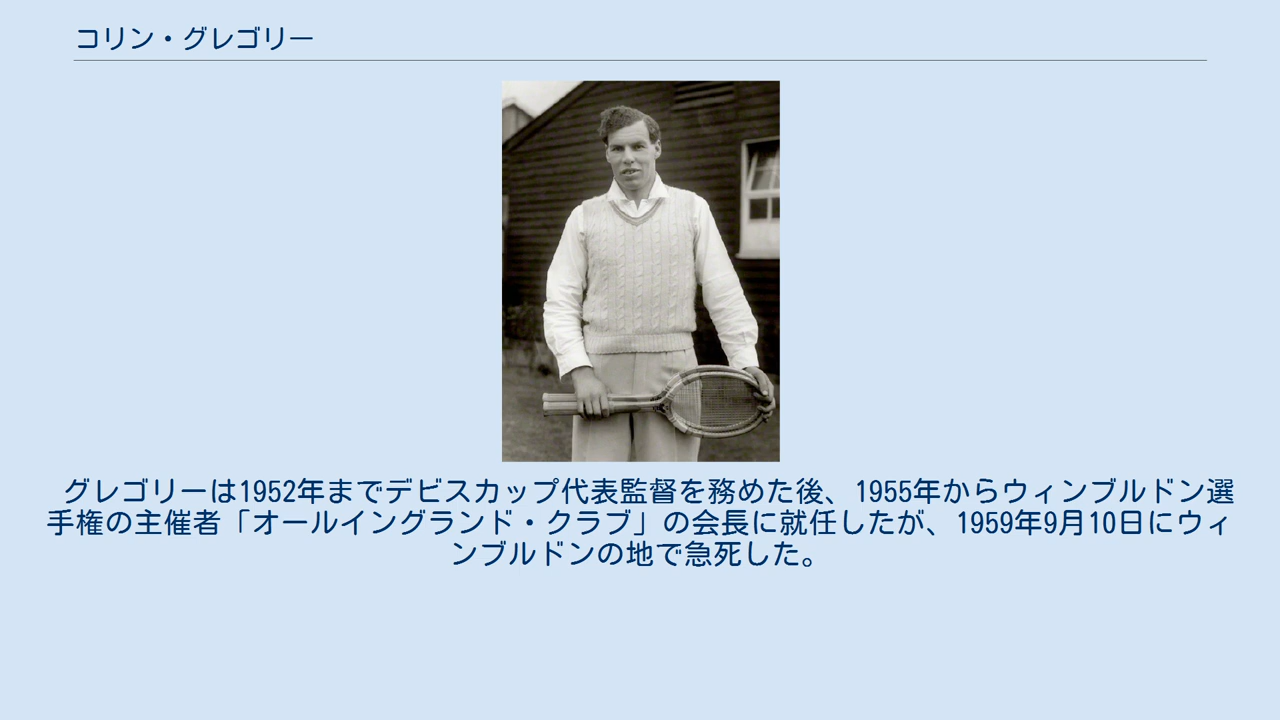 コリン・グレゴリー
グレゴリーは1952年までデビスカップ代表監督を務めた後、1955年からウィンブルドン選
手権の主催者「オールイングランド・クラブ」の会長に就任したが、1959年9月10日にウィ
ンブルドンの地で急死した。